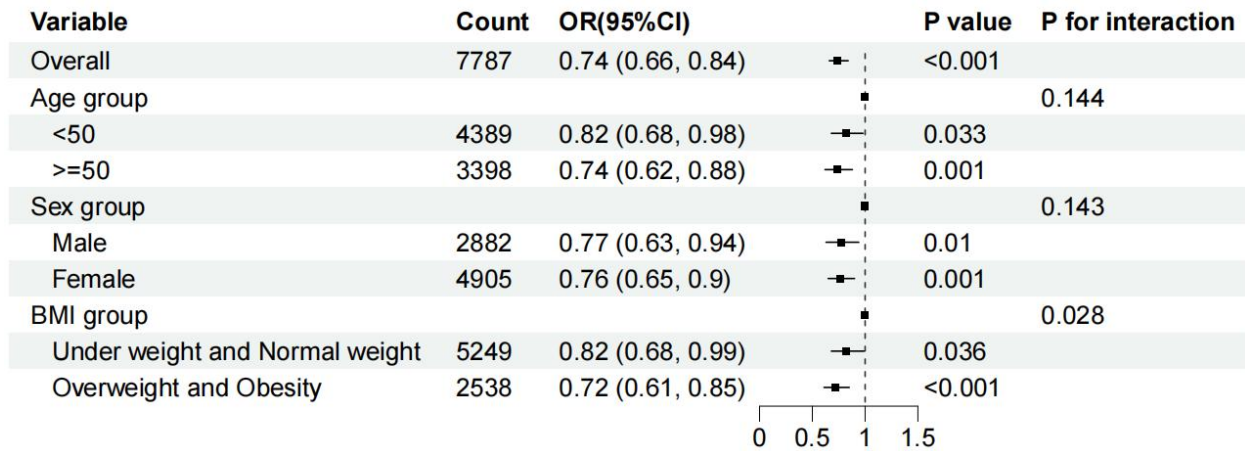 Variable Count OR(95%CI) P value P for interaction
Overall 7787 0.74 (0.66, 0.84) <0.001
Age group 0.144
<50 4389 0.82 (0.68, 0.98) 0.033
>=50 3398 0.74 (0.62, 0.88) 0.001
Sex group 0.143
Male 2882 0.77 (0.63, 0.94) 0.01
Female 4905 0.76 (0.65, 0.9) 0.001
BMI group 0.028
Under weight and Normal weight 5249 0.82 (0.68, 0.99) 0.036
Overweight and Obesity 2538 0.72 (0.61, 0.85) <0.001
0 0.5 1 1.5